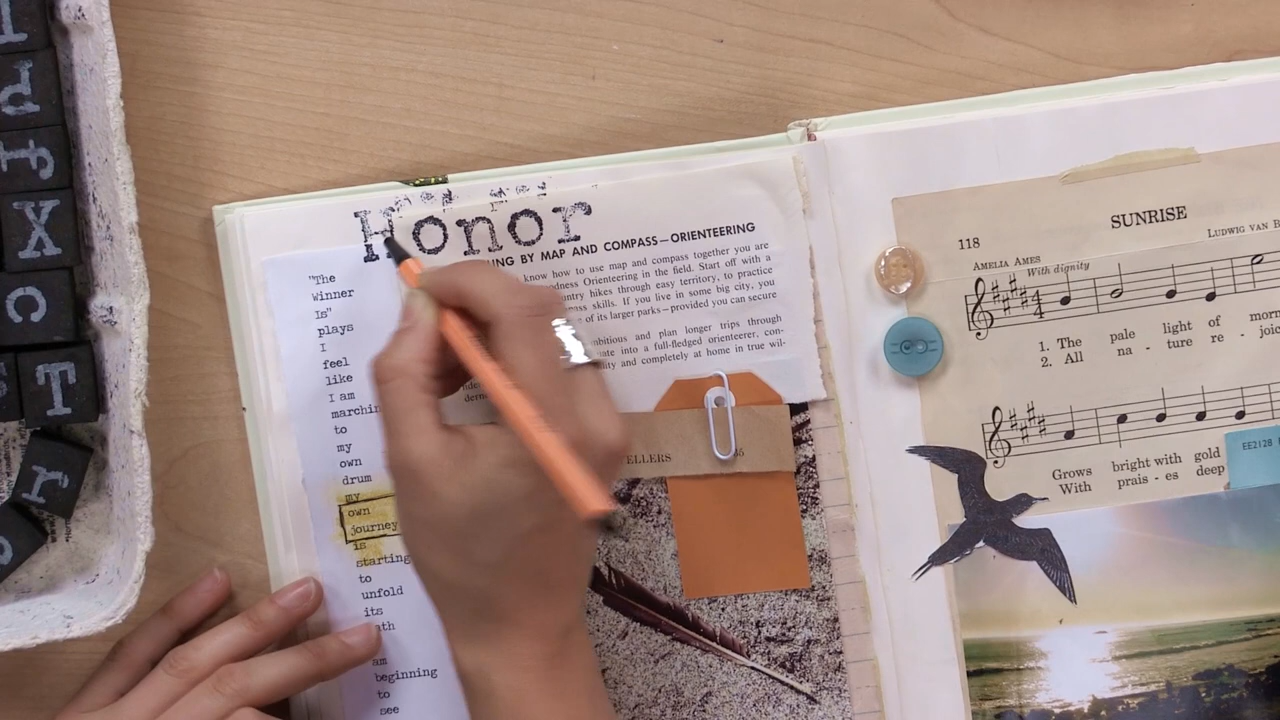 T
d
f
X
c
T
r
Honor
BY MAP AND COMPASS—ORIENTEERING
know how to use map and compass together you are
Orienteering in the field. Start off with a
hikes through easy territory, to practice
skills. If you live in some big city, you
of its larger parks—provided you can secure
and plan longer trips through
into a full-fledged orienteerer, con-
and completely at home in true wil-
"The
Winner
Is"
plays
I
feel
like
I am
to
my
own
drum
my
own
journey
is
starting
to
unfold
its
am
beginning
to
see
118
SUNRISE
AMELIA AMES
LUDWIG VAN
With dignity
4
4
1. The pale light of
2. All na - ture re -
Grows bright with gold
With prais - es deep
EE2128